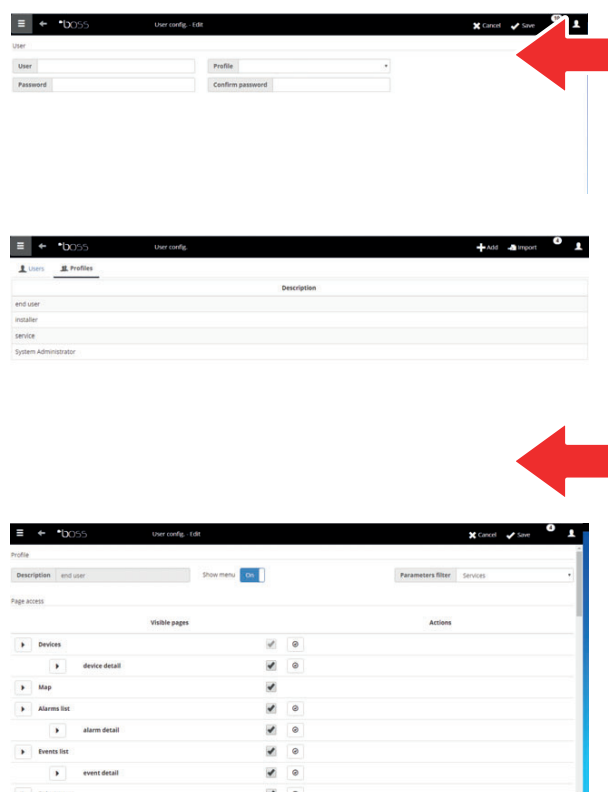 boss User config. - Edit Cancel Save
User
User Profile
Password Confirm password
boss User config. Add Import 4
Users Profiles
Description
end user
installer
service
System Administrator
boss User config. - Edit Cancel Save 4
Profile
Description end user Show menu On Parameters filter Services
Page access
Visible pages Actions
Devices
device detail
Map
Alarms list
alarm detail
Events list
event detail